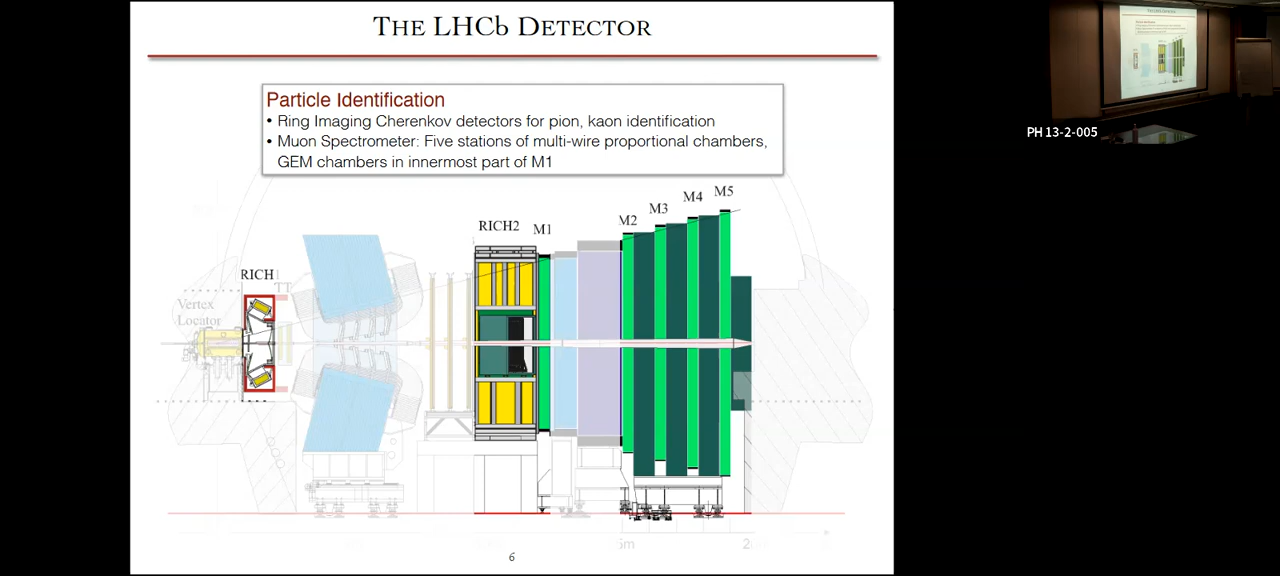 THE LHCb DETECTOR
Particle Identification
• Ring Imaging Cherenkov detectors for pion, kaon identification
• Muon Spectrometer: Five stations of multi-wire proportional chambers,
GEM chambers in innermost part of M1
M5
M4
M3
M2
RICH2
M1
RICH1
TT
Vertex
Locator
6
PH 13-2-005